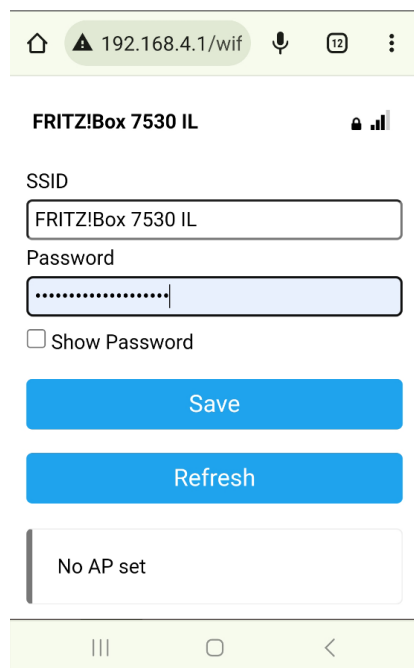 192.168.4.1/wif
12
FRITZ!Box 7530 IL
SSID
FRITZ!Box 7530 IL
Password
••••••••••••••••••••
Show Password
Save
Refresh
No AP set